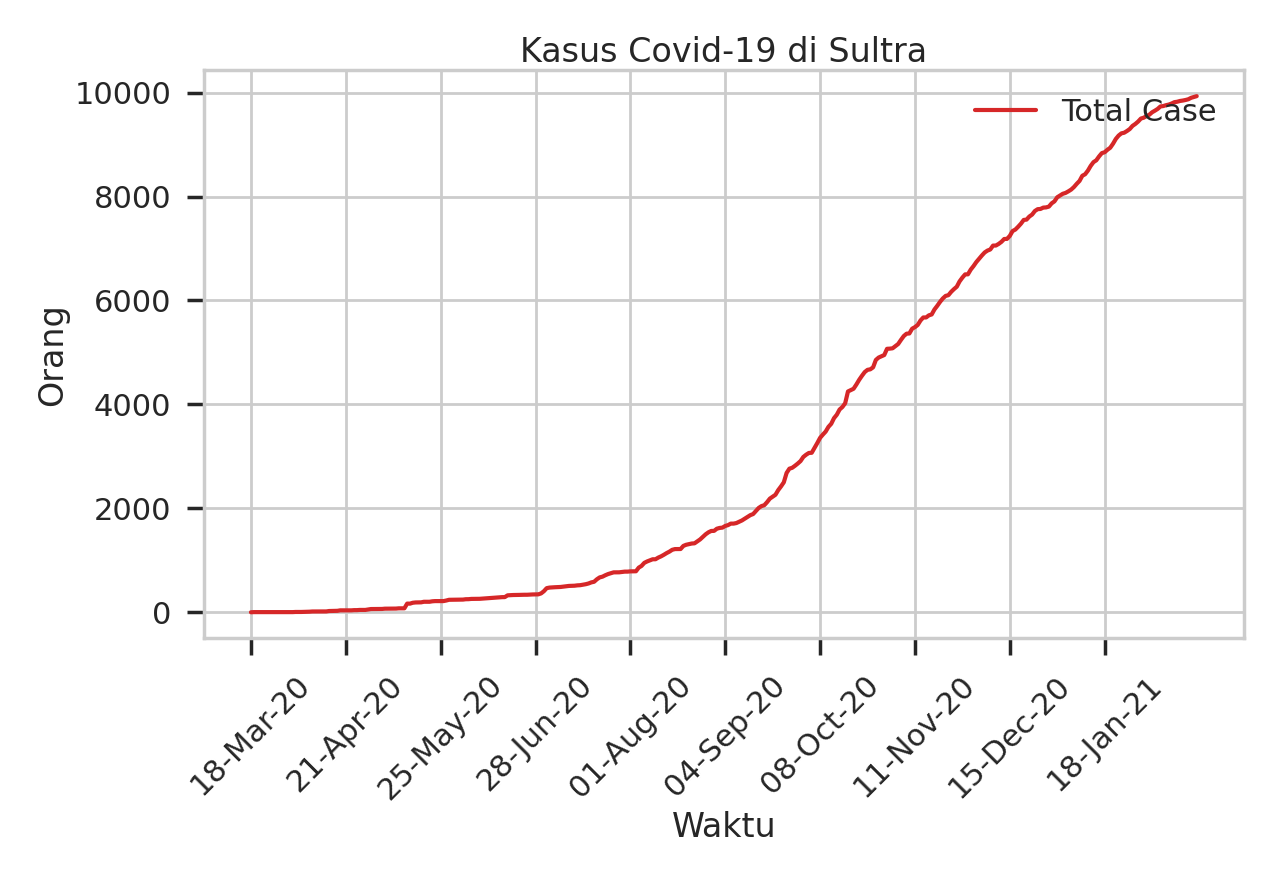 Kasus Covid-19 di Sultra
Total Case
Orang
10000
8000
6000
4000
2000
0
18-Mar-20
21-Apr-20
25-May-20
28-Jun-20
01-Aug-20
04-Sep-20
08-Oct-20
11-Nov-20
15-Dec-20
18-Jan-21
Waktu